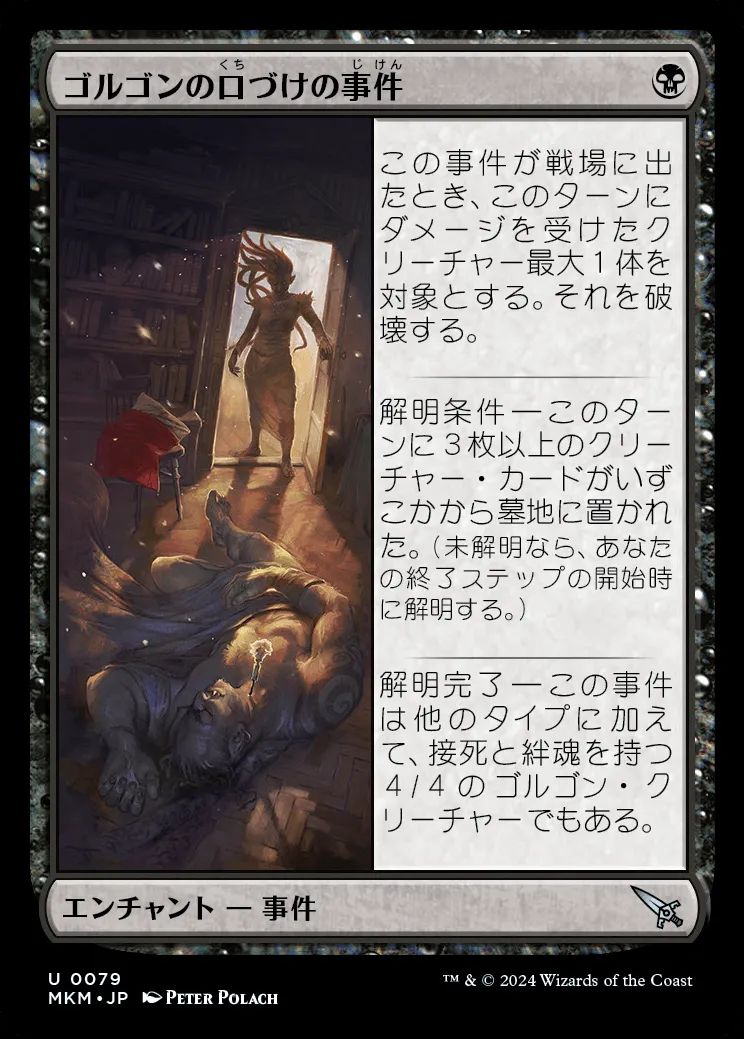 ゴルゴンの口づけの事件
くち
じけん
この事件が戦場に出
たとき、このターンに
ダメージを受けたク
リーチャー最大１体を
対象とする。それを破
壊する。
解明条件 ― このター
ンに３枚以上のクリー
チャー・カードがいず
こかから墓地に置かれ
た。（未解明なら、あなた
の終了ステップの開始時
に解明する。）
解明完了 ― この事件
は他のタイプに加え
て、接死と絆魂を持つ
４/４のゴルゴン・ク
リーチャーでもある。
エンチャント ― 事件
U 0079
MKM • JP PETER POLACH
™ & © 2024 Wizards of the Coast